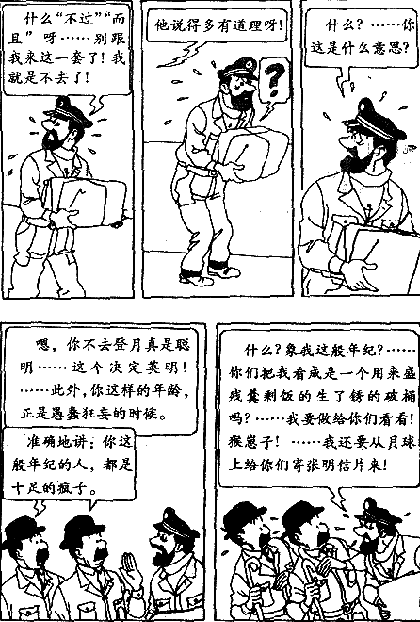 什么“不过”“而
且” 呀……别跟
我来这一套了！我
就是不去了！
他说得多有道理呀！
？
什么？……你
这是什么意思？
嗯，你不去登月真是聪
明……这个决定英明！
……此外，你这样的年龄，
正是愚蠢狂妄的时候。
准确地讲：你这
般年纪的人，都是
十足的疯子。
什么？象我这般年纪？……
你们把我看成是一个用来盛
残羹剩饭的生了锈的破桶
吗？……我要做给你们看看！
猴崽子！……我还要从月球
上给你们寄张明信片来！